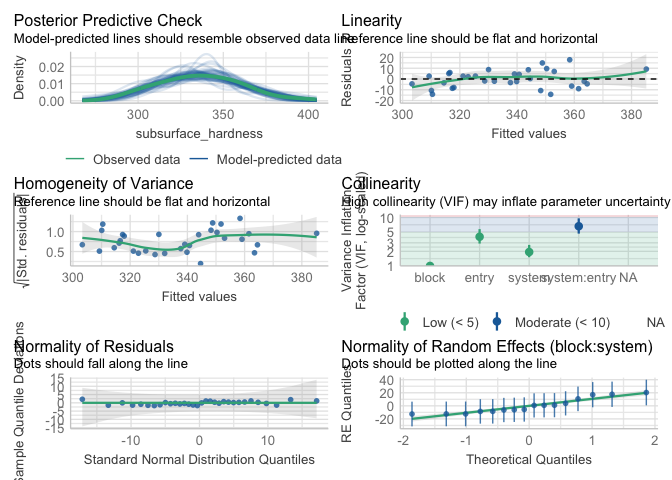 Posterior Predictive Check
Model-predicted lines should resemble observed data line
Density
0.02
0.01
0.00
300
350
400
subsurface_hardness
Observed data
Model-predicted data
Linearity
Reference line should be flat and horizontal
Residuals
20
10
0
-10
-20
300
320
340
360
380
Fitted values
Homogeneity of Variance
Reference line should be flat and horizontal
√|Std. residuals|
1.0
0.5
300
320
340
360
380
Fitted values
Collinearity
High collinearity (VIF) may inflate parameter uncertainty
Variance Inflation
Factor (VIF, log-scaled)
10
5
3
2
1
block
entry
system
system:entry
NA
Low (< 5)
Moderate (< 10)
NA
Normality of Residuals
Dots should fall along the line
Sample Quantile Deviations
15
10
5
0
-5
-10
-15
-10
0
10
Standard Normal Distribution Quantiles
Normality of Random Effects (block:system)
Dots should be plotted along the line
RE Quantiles
40
20
0
-20
-2
-1
0
1
2
Theoretical Quantiles